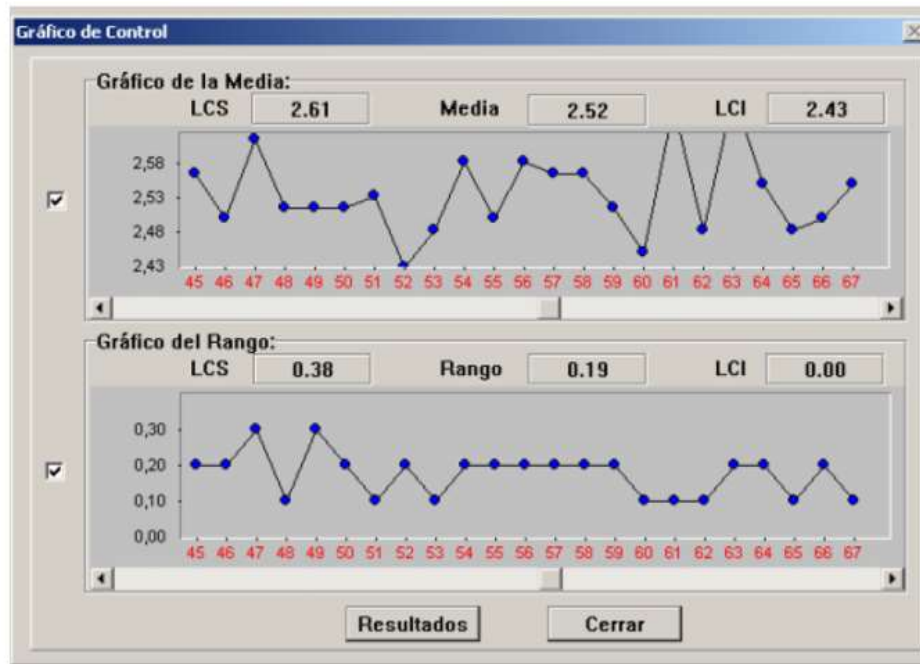 Gráfico de Control
Gráfico de la Media:
LCS 2.61 Media 2.52 LCI 2.43
2,58
2,53
2,48
2,43
45 46 47 48 49 50 51 52 53 54 55 56 57 58 59 60 61 62 63 64 65 66 67
Gráfico del Rango:
LCS 0.38 Rango 0.19 LCI 0.00
0,30
0,20
0,10
0,00
45 46 47 48 49 50 51 52 53 54 55 56 57 58 59 60 61 62 63 64 65 66 67
Resultados Cerrar